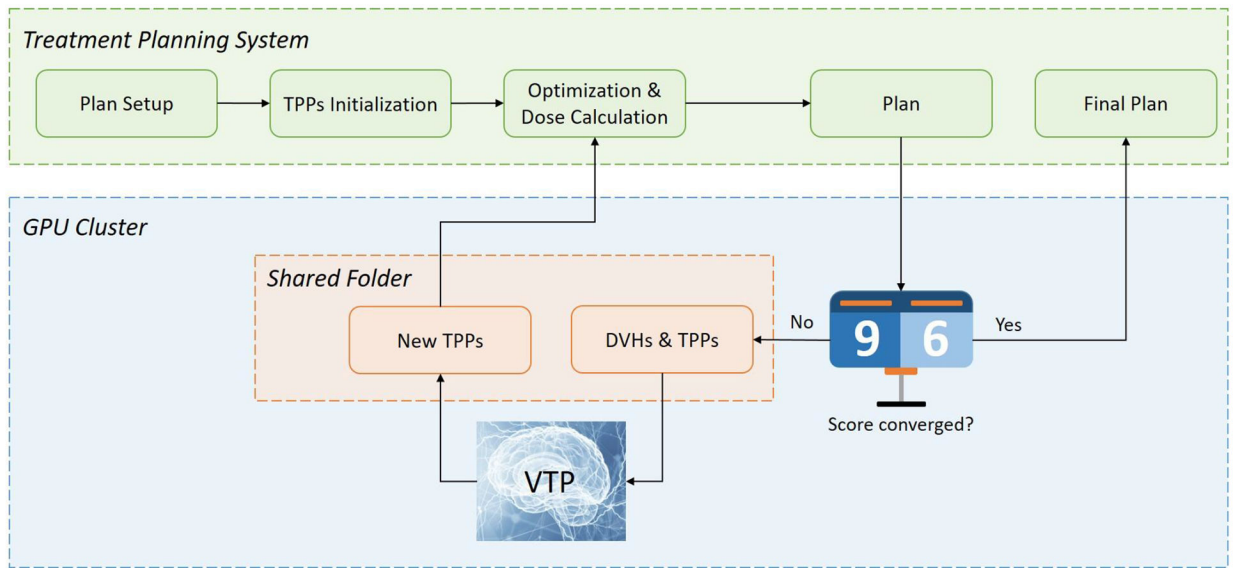 Treatment Planning System
Plan Setup
TPPs Initialization
Optimization &
Dose Calculation
Plan
Final Plan
GPU Cluster
Shared Folder
New TPPs
DVHs & TPPs
No
9 6
Yes
Score converged?
VTP